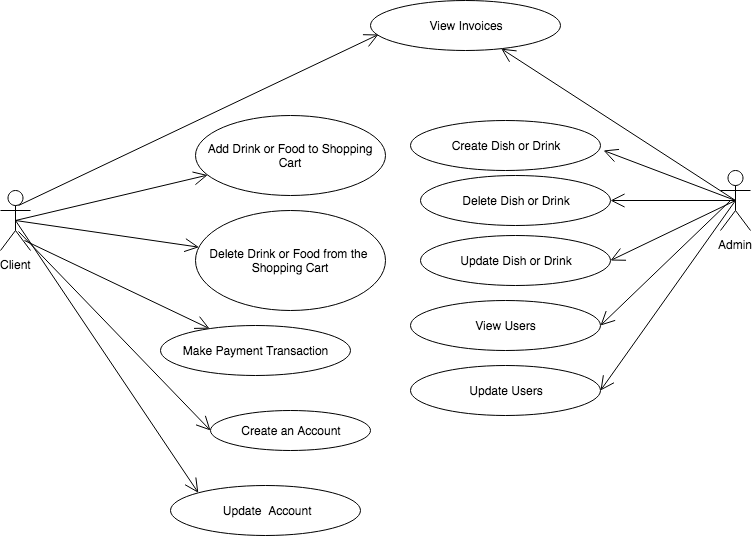 View Invoices
Add Drink or Food to Shopping
Cart
Create Dish or Drink
Delete Dish or Drink
Client
Delete Drink or Food from the
Shopping Cart
Update Dish or Drink
Admin
Make Payment Transaction
View Users
Create an Account
Update Users
Update  Account